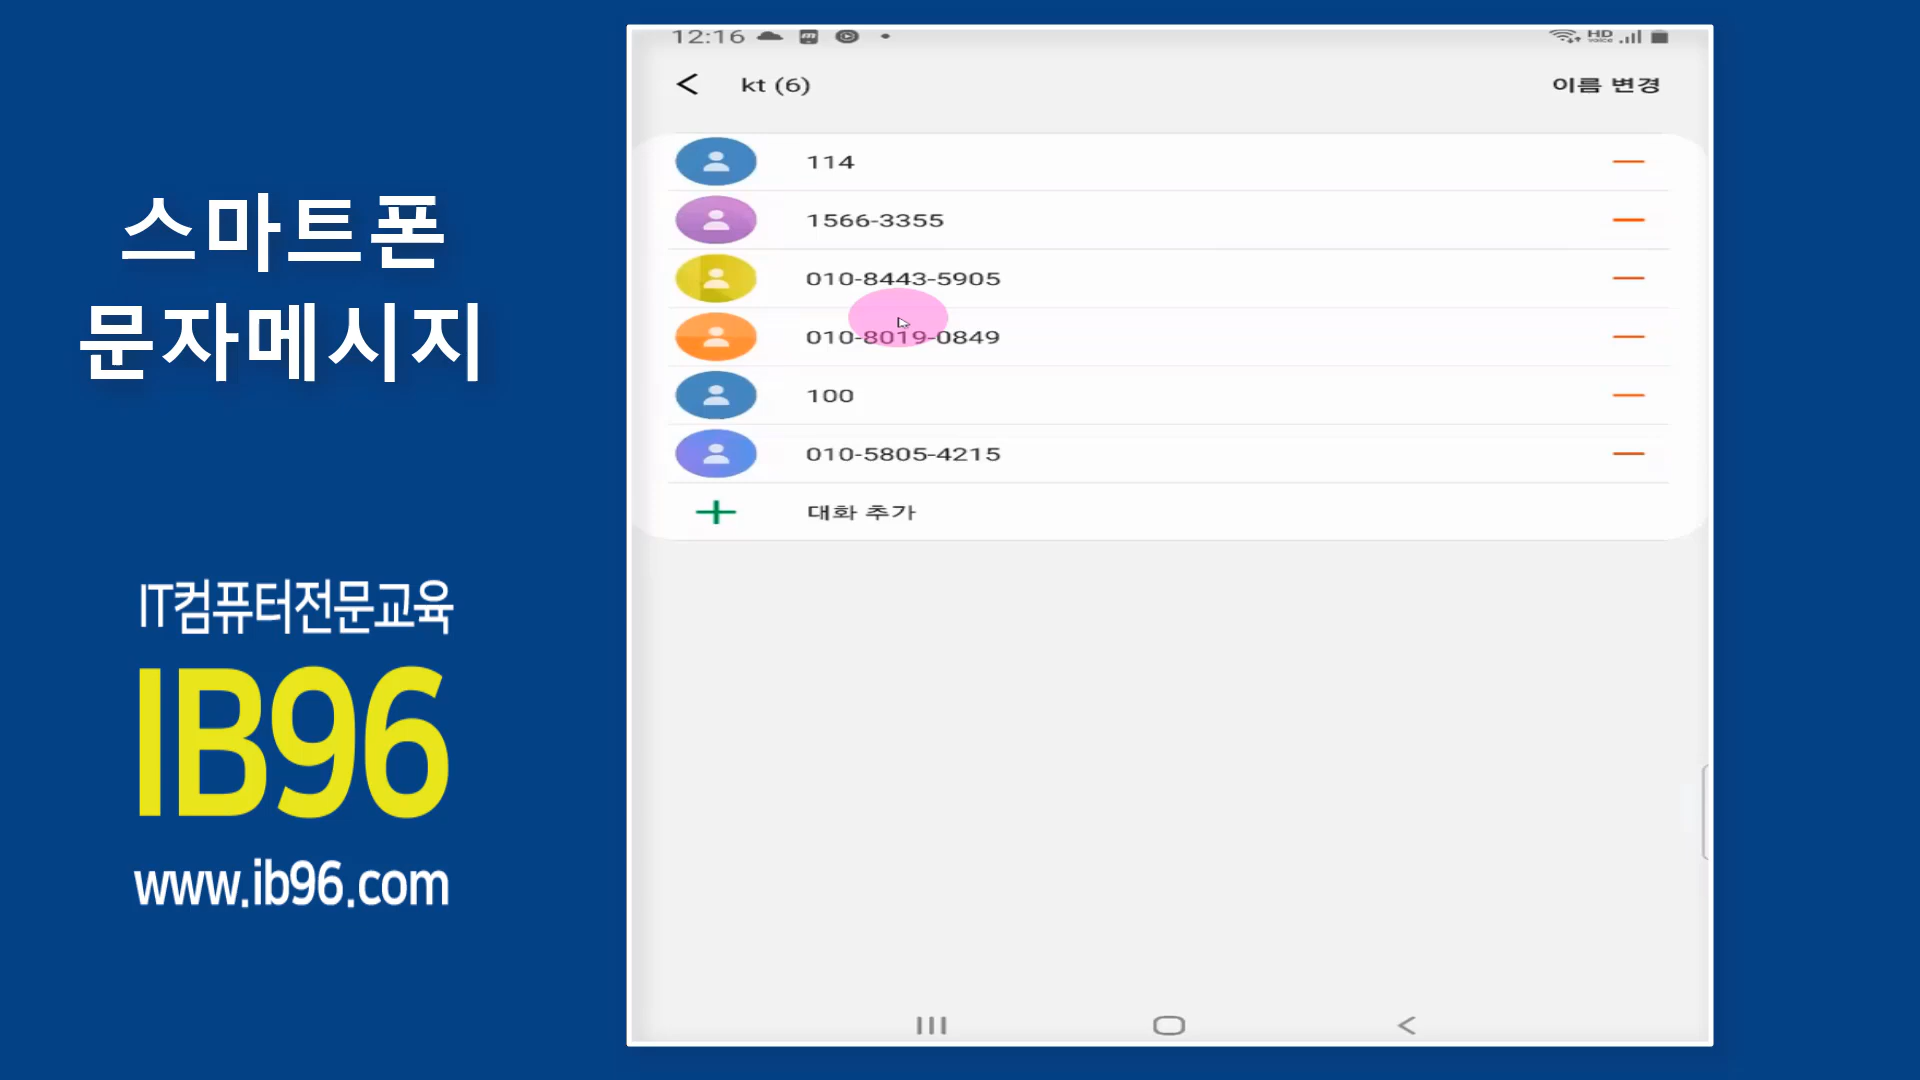 스마트폰
문자메시지
IT컴퓨터전문교육
IB96
www.ib96.com
12:16
HD
voice
kt (6)
이름 변경
114
1566-3355
010-8443-5905
010-8019-0849
100
010-5805-4215
대화 추가